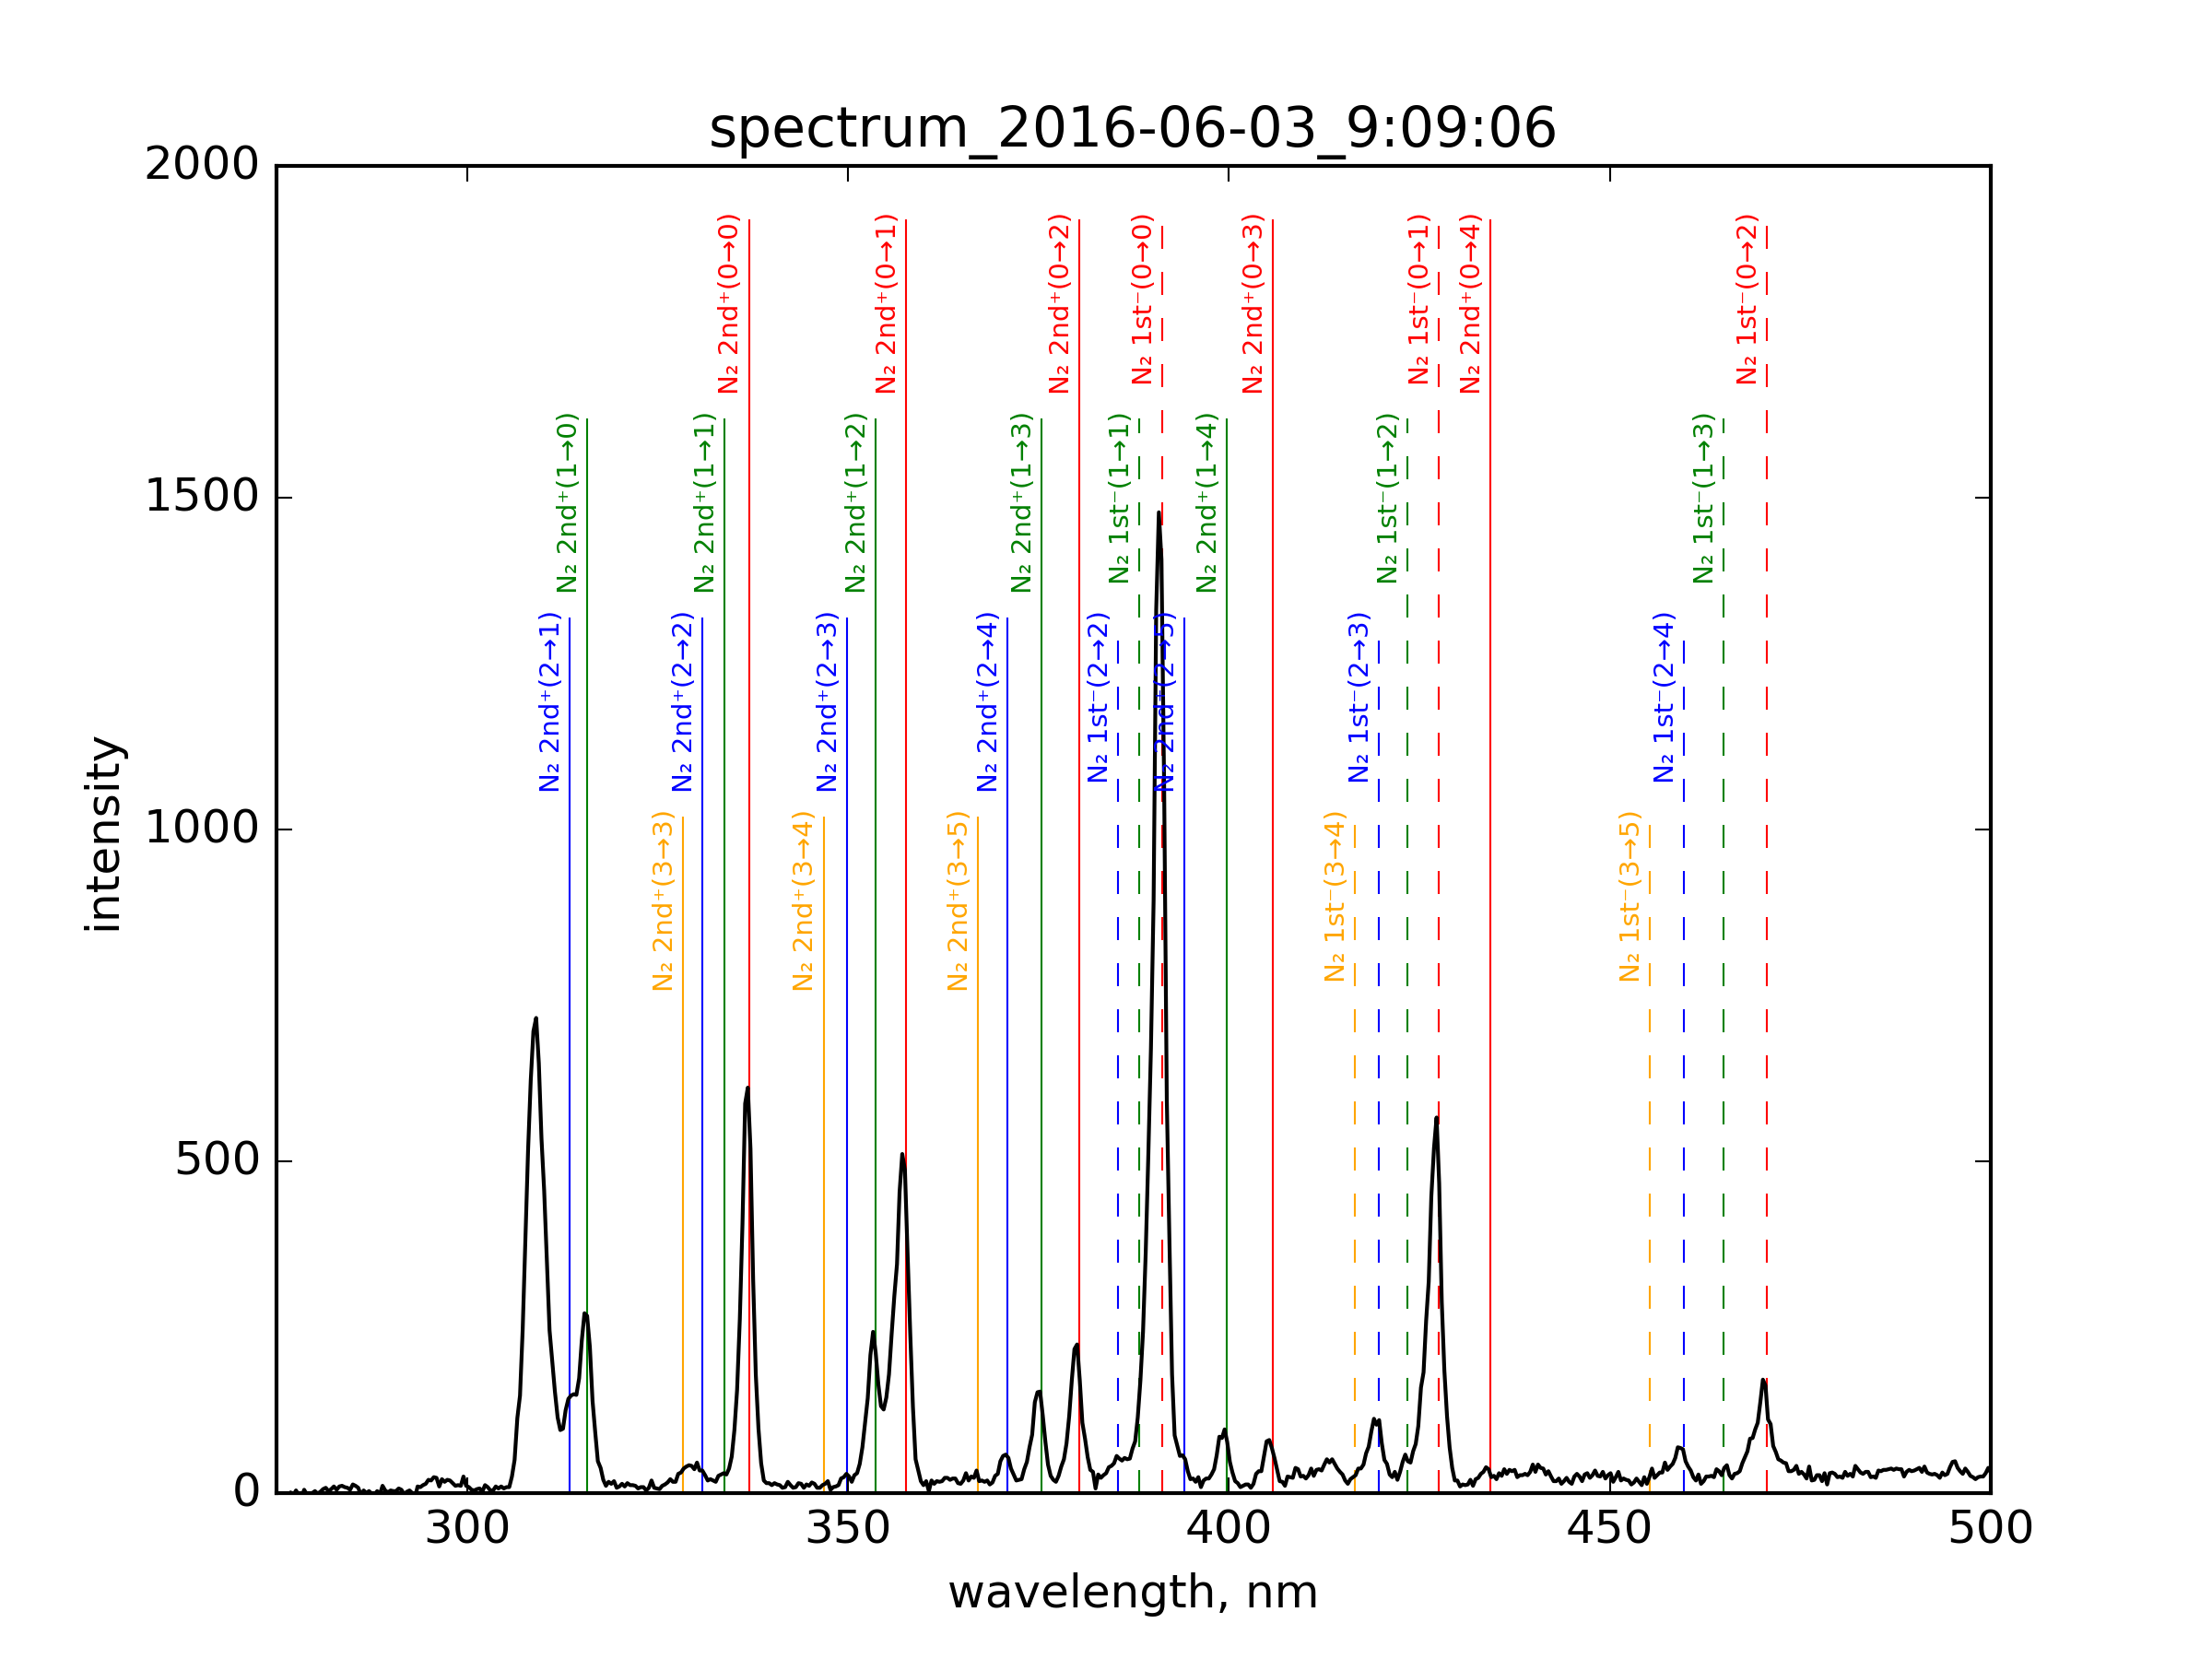 spectrum_2016-06-03_9:09:06
2000
1500
1000
500
0
intensity
N₂ 2nd⁺(0→0)
N₂ 2nd⁺(0→1)
N₂ 2nd⁺(0→2)
N₂ 1st⁻(0→0)
N₂ 2nd⁺(0→3)
N₂ 1st⁻(0→1)
N₂ 2nd⁺(0→4)
N₂ 1st⁻(0→2)
N₂ 2nd⁺(1→0)
N₂ 2nd⁺(1→1)
N₂ 2nd⁺(1→2)
N₂ 2nd⁺(1→3)
N₂ 1st⁻(1→1)
N₂ 2nd⁺(1→4)
N₂ 1st⁻(1→2)
N₂ 1st⁻(1→3)
N₂ 2nd⁺(2→1)
N₂ 2nd⁺(2→2)
N₂ 2nd⁺(2→3)
N₂ 2nd⁺(2→4)
N₂ 1st⁻(2→2)
N₂ 2nd⁺(2→5)
N₂ 1st⁻(2→3)
N₂ 1st⁻(2→4)
N₂ 2nd⁺(3→3)
N₂ 2nd⁺(3→4)
N₂ 2nd⁺(3→5)
N₂ 1st⁻(3→4)
N₂ 1st⁻(3→5)
300
350
400
450
500
wavelength, nm